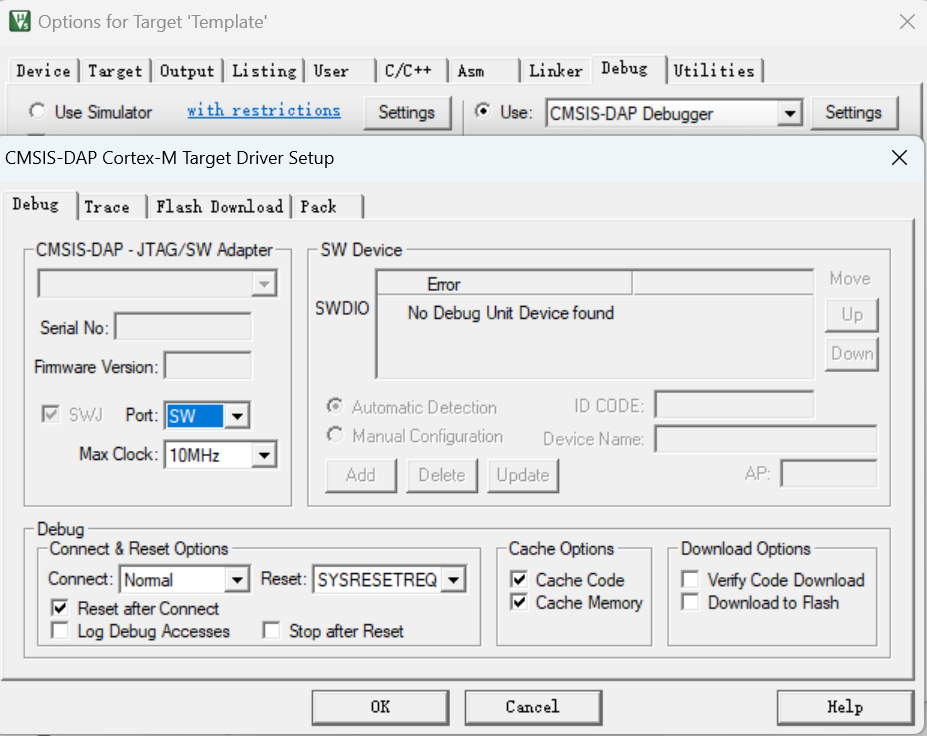 Options for Target 'Template'
Device Target Output Listing User C/C++ Asm Linker Debug Utilities
Use Simulator with restrictions Settings Use: CMSIS-DAP Debugger Settings
CMSIS-DAP Cortex-M Target Driver Setup
Debug Trace Flash Download Pack
CMSIS-DAP - JTAG/SW Adapter
SW Device
Error
Move
SWDIO
No Debug Unit Device found
Up
Serial No:
Down
Firmware Version:
SWJ Port: SW
Automatic Detection
ID CODE:
Manual Configuration
Device Name:
Max Clock: 10MHz
Add Delete Update
AP:
Debug
Connect & Reset Options
Connect: Normal Reset: SYSRESETREQ
Reset after Connect
Log Debug Accesses Stop after Reset
Cache Options
Cache Code
Cache Memory
Download Options
Verify Code Download
Download to Flash
OK Cancel Help